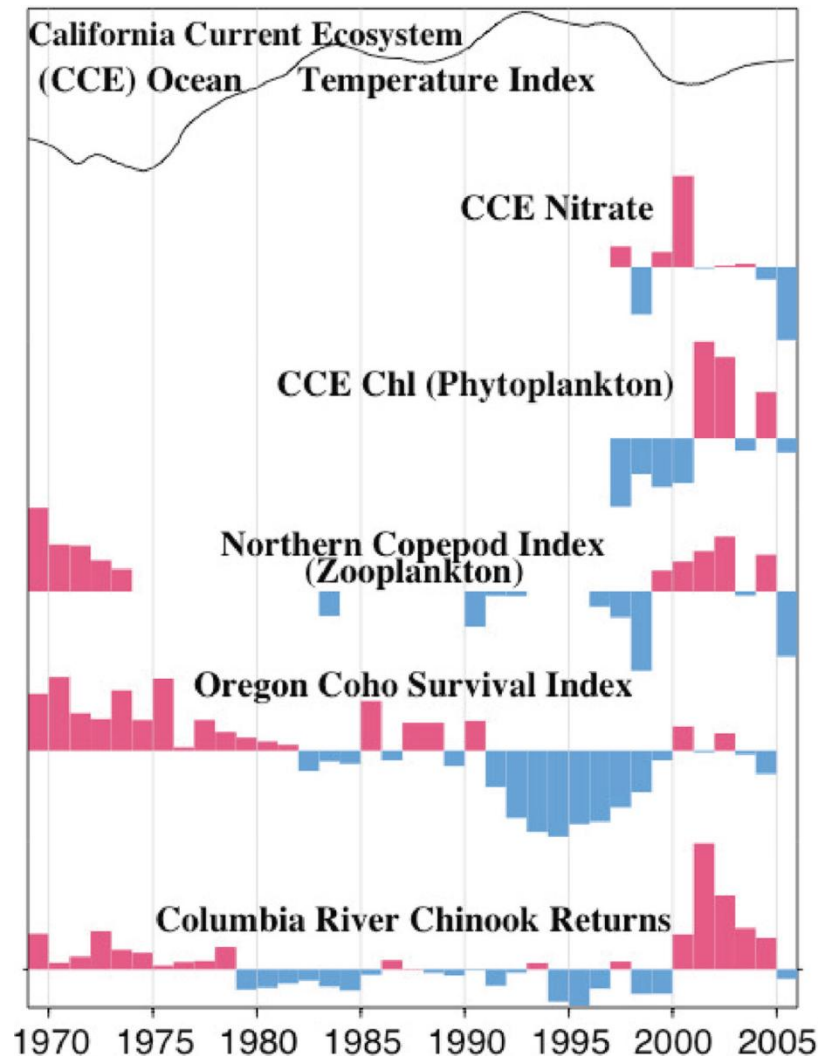 California Current Ecosystem
(CCE) Ocean Temperature Index
CCE Nitrate
CCE Chl (Phytoplankton)
Northern Copepod Index
(Zooplankton)
Oregon Coho Survival Index
Columbia River Chinook Returns
1970 1975 1980 1985 1990 1995 2000 2005